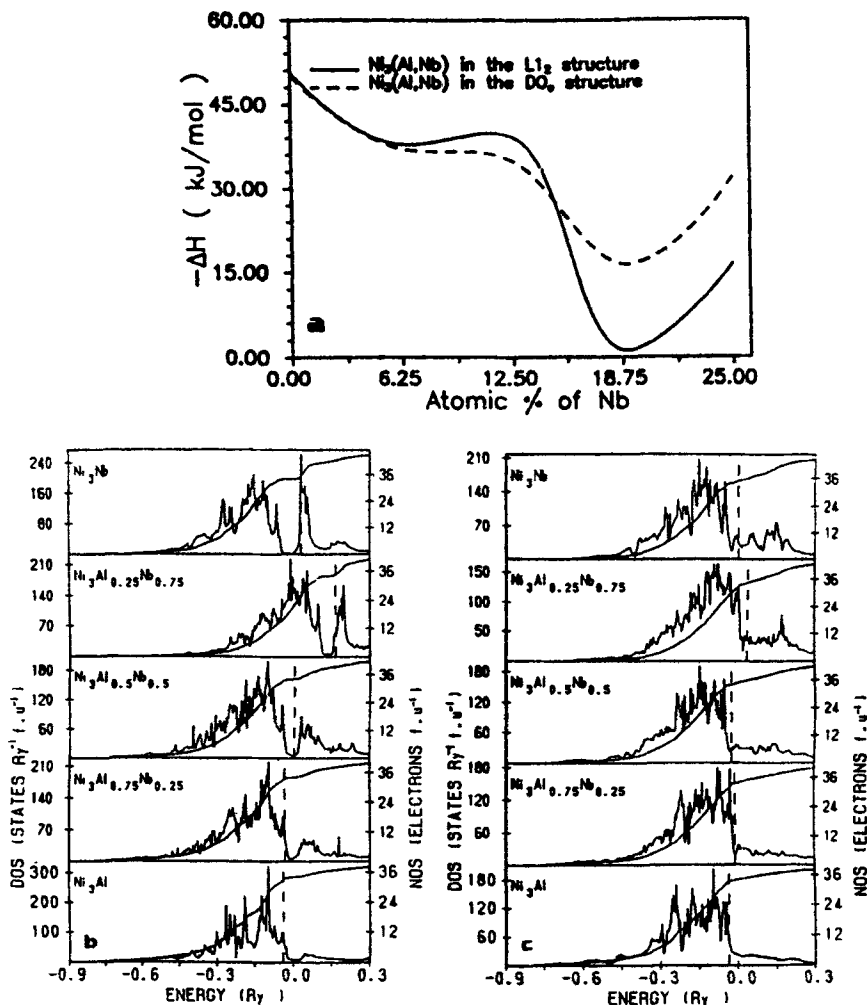 60.00
45.00
30.00
15.00
0.00
−ΔH ( kJ/mol )
Ni₃(Al,Nb) in the L1₂ structure
Ni₃(Al,Nb) in the DOₑ structure
a
0.00 6.25 12.50 18.75 25.00
Atomic % of Nb
DOS (STATES Ry⁻¹ f.u⁻¹)
240
150
80
Ni₃Nb
36
24
12
210
140
70
Ni₃Al₀.₂₅Nb₀.₇₅
36
24
12
180
120
60
Ni₃Al₀.₅Nb₀.₅
36
24
12
210
140
70
Ni₃Al₀.₇₅Nb₀.₂₅
36
24
12
300
200
100
Ni₃Al
b
36
24
12
NOS (ELECTRONS f.u⁻¹)
-0.9 -0.3 0.0 0.3
ENERGY (Ry)
DOS (STATES Ry⁻¹ f.u⁻¹)
210
140
70
Ni₃Nb
36
24
12
150
100
50
Ni₃Al₀.₂₅Nb₀.₇₅
36
24
12
180
120
60
Ni₃Al₀.₅Nb₀.₅
36
24
12
180
120
60
Ni₃Al₀.₇₅Nb₀.₂₅
36
24
12
180
120
60
Ni₃Al
c
36
24
12
NOS (ELECTRONS f.u⁻¹)
-0.9 -0.3 0.0 0.3
ENERGY (Ry)